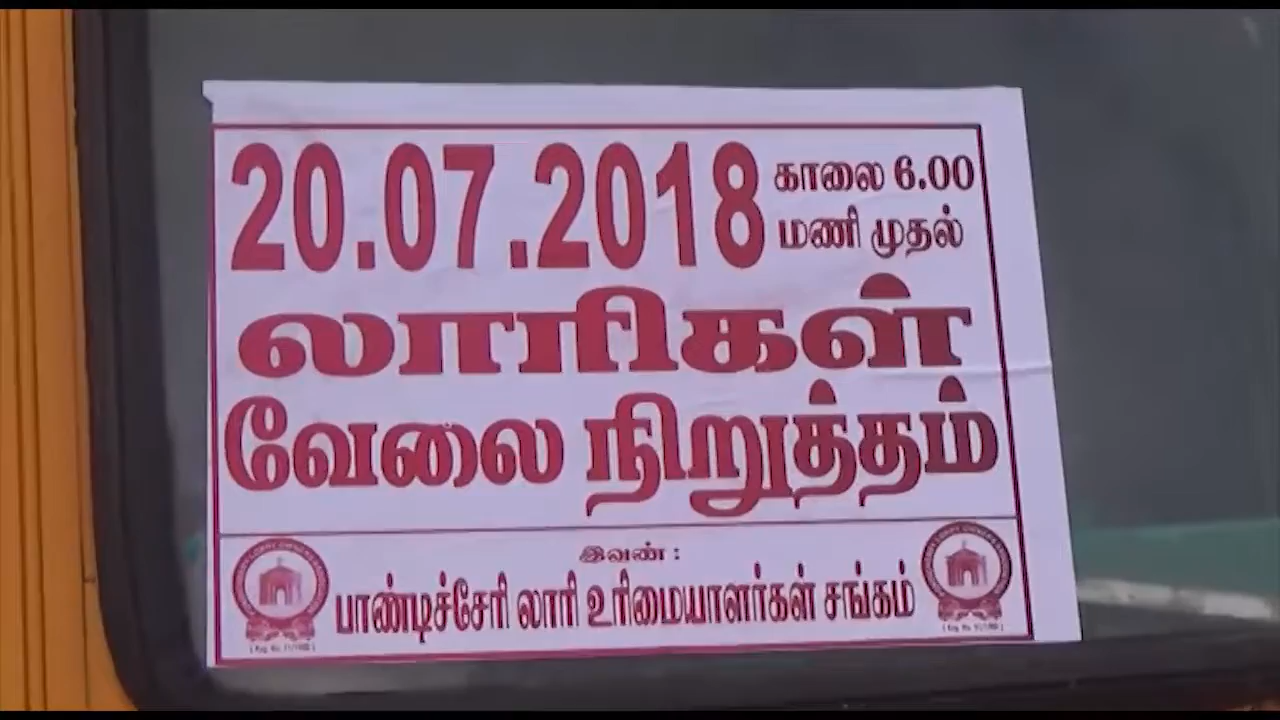 20.07.2018 காலை 6.00
மணி முதல்
லாரிகள்
வேலை நிறுத்தம்
இவண் :
பாண்டிச்சேரி லாரி உரிமையாளர்கள் சங்கம்